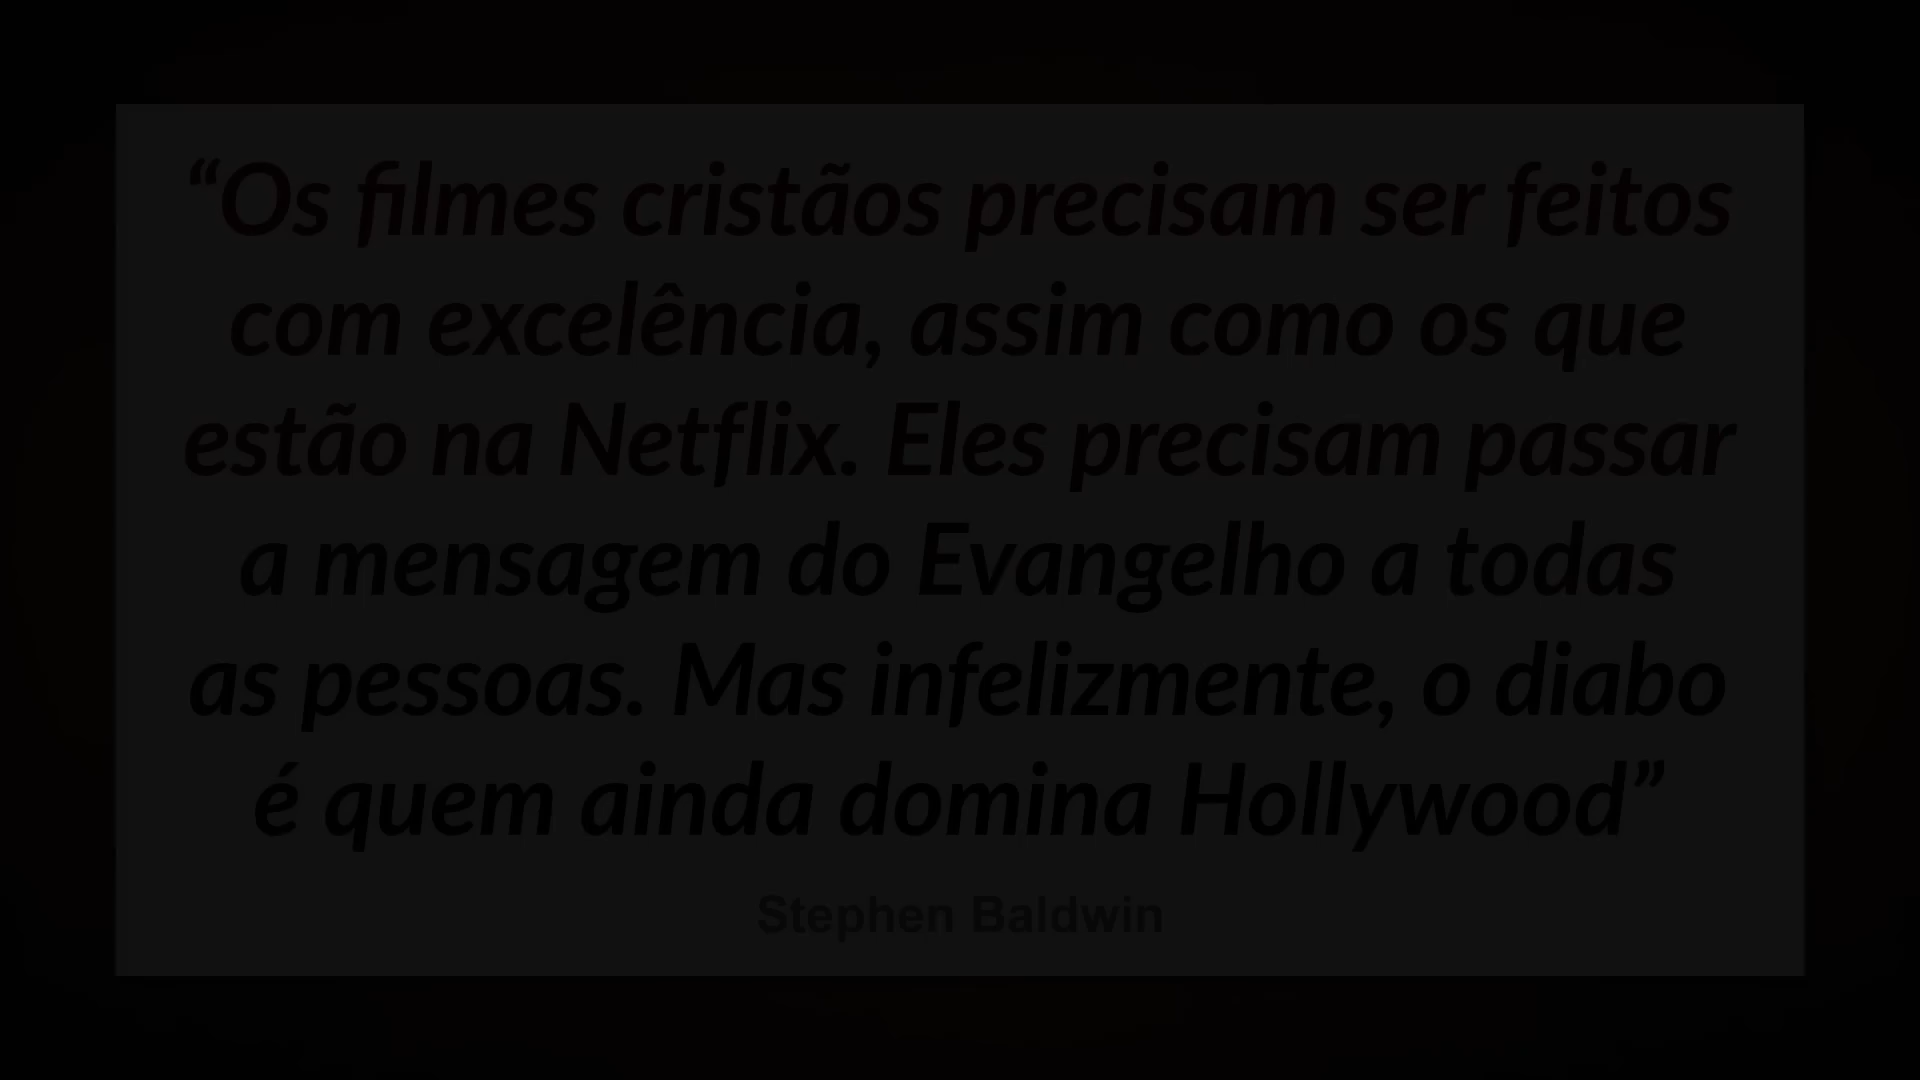 “Os filmes cristãos precisam ser feitos
com excelência, assim como os que
estão na Netflix. Eles precisam passar
a mensagem do Evangelho a todas
as pessoas. Mas infelizmente, o diabo
é quem ainda domina Hollywood”
Stephen Baldwin